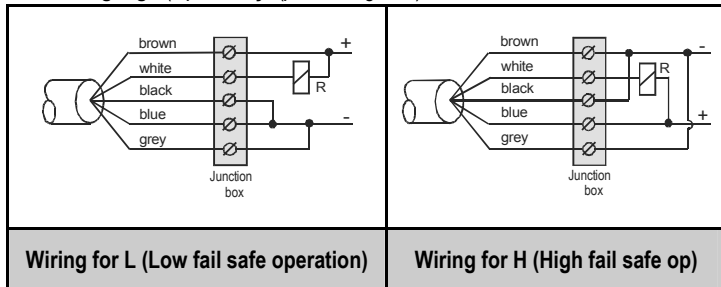 brown
+
white
R
black
blue
-
grey
Junction
box
brown
-
white
R
black
blue
+
grey
Junction
box
Wiring for L (Low fail safe operation)
Wiring for H (High fail safe op)